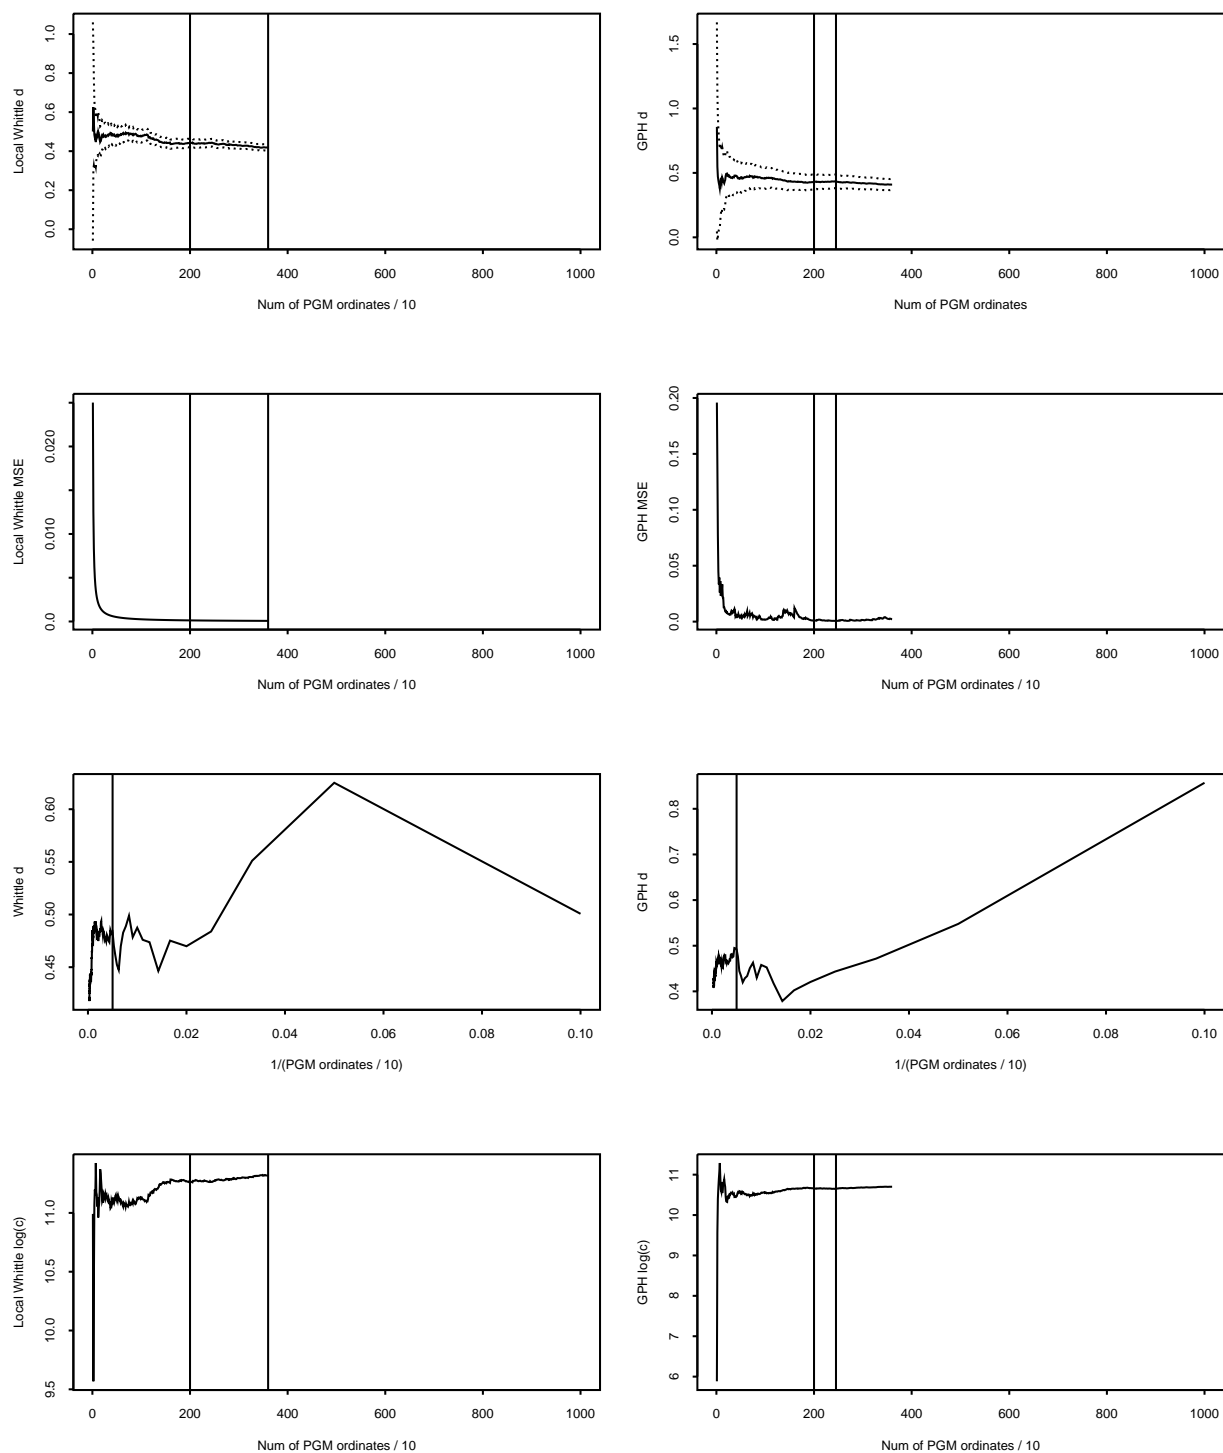 Local Whittle d
0.0 0.2 0.4 0.6 0.8 1.0
0 200 400 600 800 1000
Num of PGM ordinates / 10
GPH d
0.0 0.5 1.0 1.5
0 200 400 600 800 1000
Num of PGM ordinates
Local Whittle MSE
0.0 0.010 0.020
0 200 400 600 800 1000
Num of PGM ordinates / 10
GPH MSE
0.0 0.05 0.10 0.15 0.20
0 200 400 600 800 1000
Num of PGM ordinates / 10
Whittle d
0.45 0.50 0.55 0.60
0.0 0.02 0.04 0.06 0.08 0.10
1/(PGM ordinates / 10)
GPH d
0.4 0.5 0.6 0.7 0.8
0.0 0.02 0.04 0.06 0.08 0.10
1/(PGM ordinates / 10)
Local Whittle log(c)
9.5 10.0 10.5 11.0
0 200 400 600 800 1000
Num of PGM ordinates / 10
GPH log(c)
6 7 8 9 10 11
0 200 400 600 800 1000
Num of PGM ordinates / 10